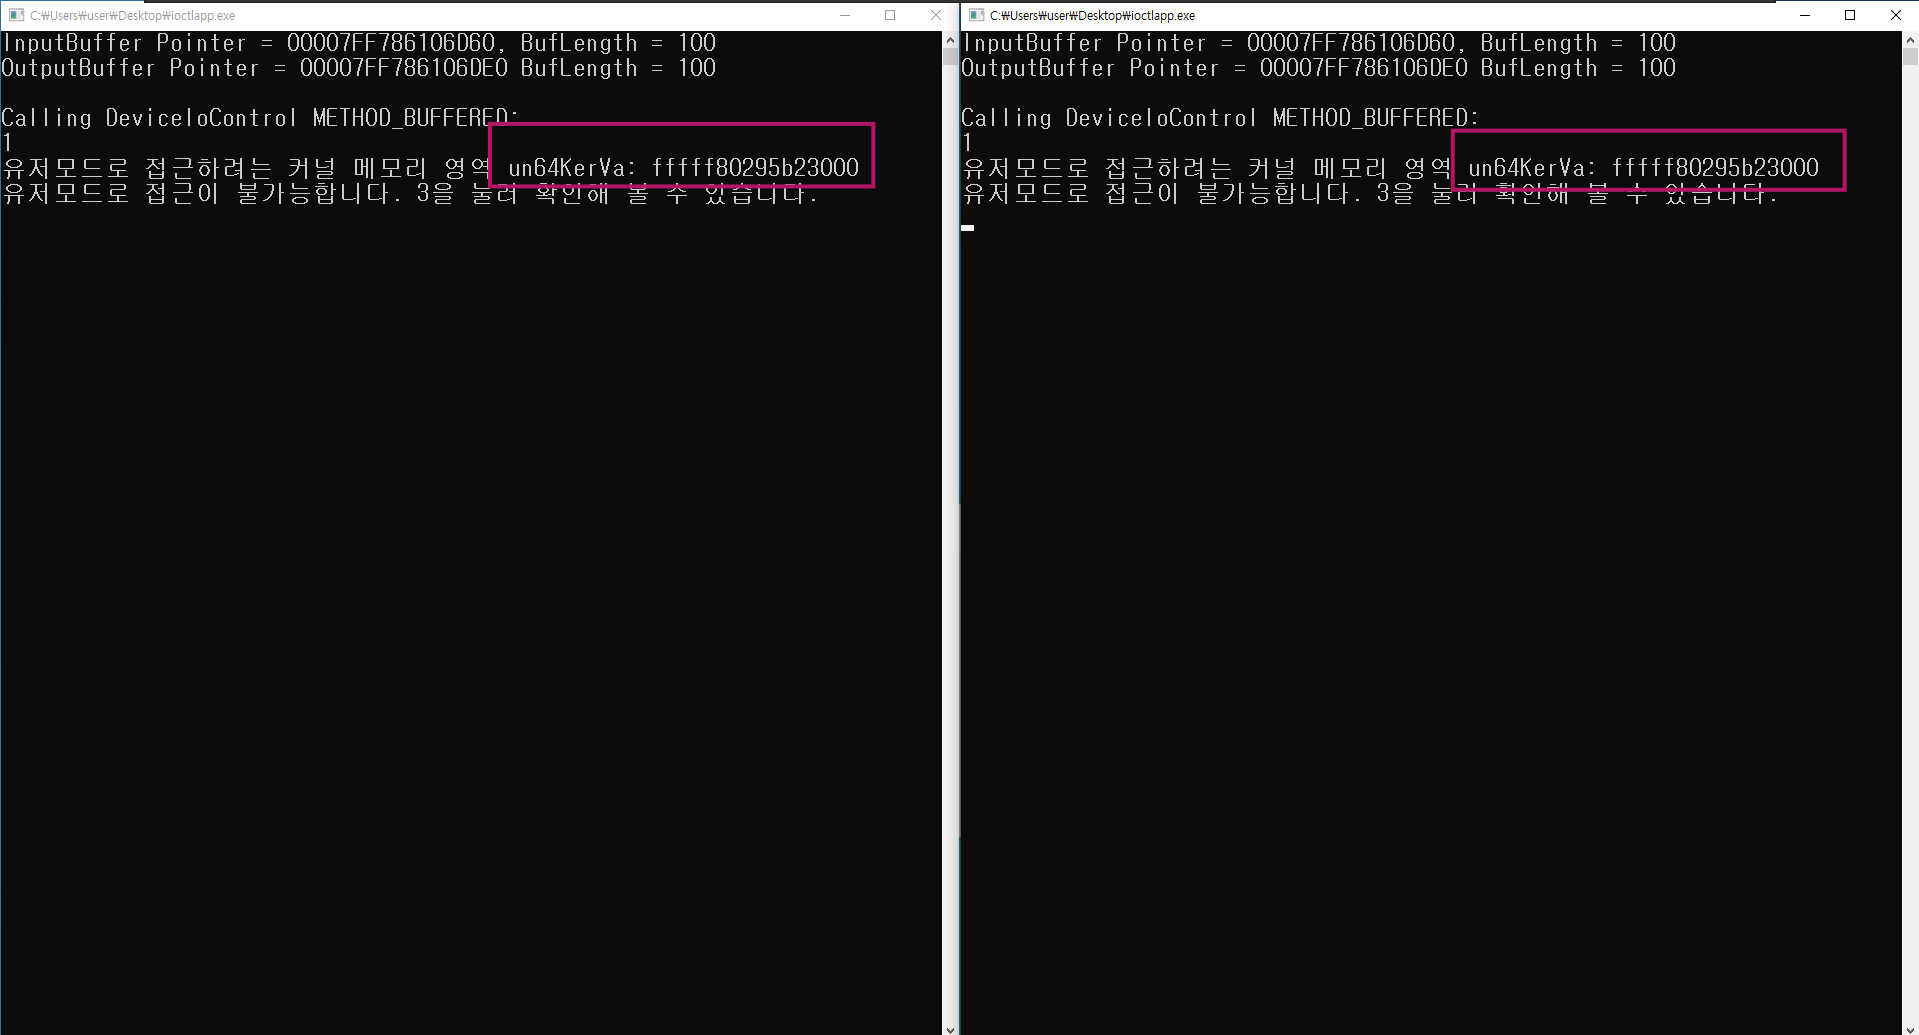 C:￦Users￦user￦Desktop￦ioctlapp.exe
InputBuffer Pointer = 00007FF786106D60, BufLength = 100
OutputBuffer Pointer = 00007FF786106DE0 BufLength = 100
Calling DeviceIoControl METHOD_BUFFERED:
1
유저모드로 접근하려는 커널 메모리 영역 un64KerVa: fffff80295b23000
유저모드로 접근이 불가능합니다. 3을 눌러 확인해 볼 수 있습니다.
C:￦Users￦user￦Desktop￦ioctlapp.exe
InputBuffer Pointer = 00007FF786106D60, BufLength = 100
OutputBuffer Pointer = 00007FF786106DE0 BufLength = 100
Calling DeviceIoControl METHOD_BUFFERED:
1
유저모드로 접근하려는 커널 메모리 영역 un64KerVa: fffff80295b23000
유저모드로 접근이 불가능합니다. 3을 눌러 확인해 볼 수 있습니다.